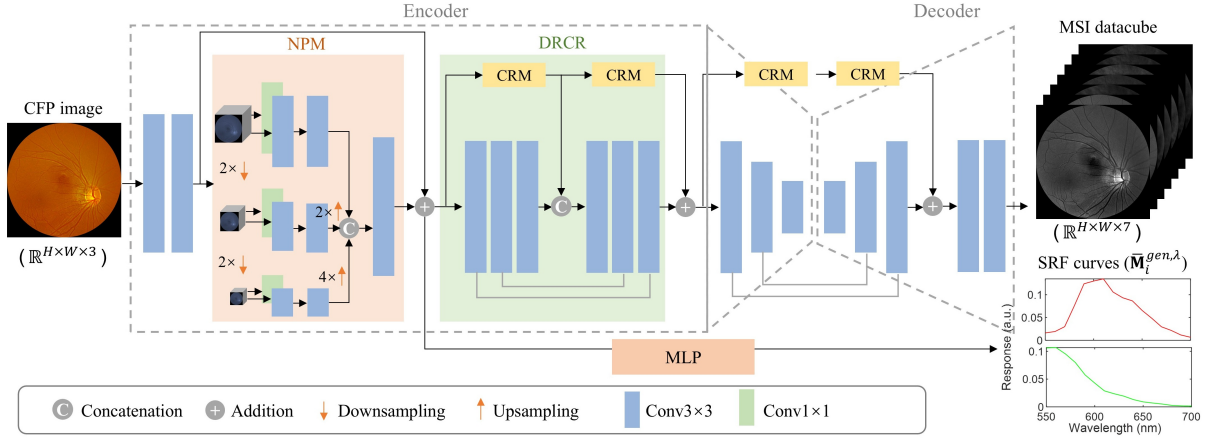 Encoder
Decoder
NPM
DRCR
MSI datacube
CRM
CRM
CRM
CRM
CFP image
2×
2×
2×
4×
C
+
C
+
+
(ℝ^{H×W×3})
(ℝ^{H×W×7})
SRF curves (M̄_i^{gen,λ})
MLP
0.1
0.05
0
0.1
0.05
0
Response (a.u.)
550 600 650 700
Wavelength (nm)
C Concatenation + Addition Downsampling Upsampling Conv3×3 Conv1×1